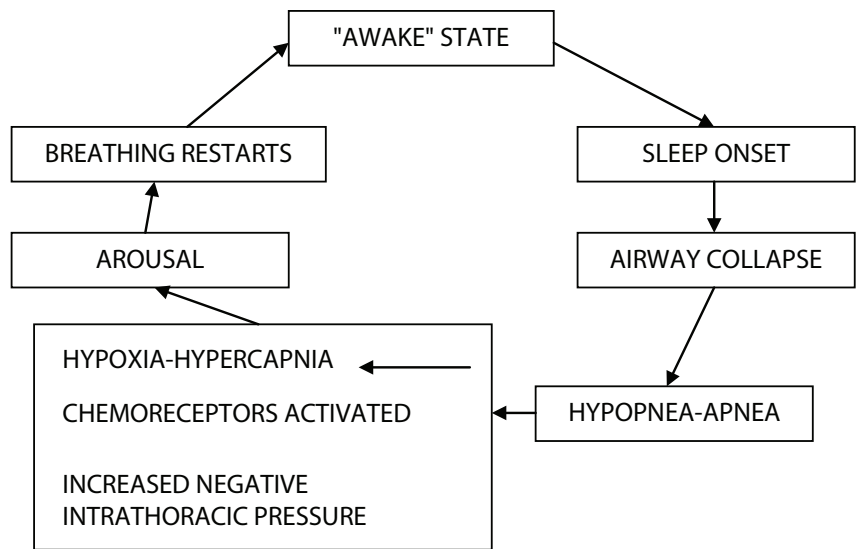 "AWAKE" STATE
BREATHING RESTARTS
SLEEP ONSET
AROUSAL
AIRWAY COLLAPSE
HYPOXIA-HYPERCAPNIA
CHEMORECEPTORS ACTIVATED
HYPOPNEA-APNEA
INCREASED NEGATIVE
INTRATHORACIC PRESSURE